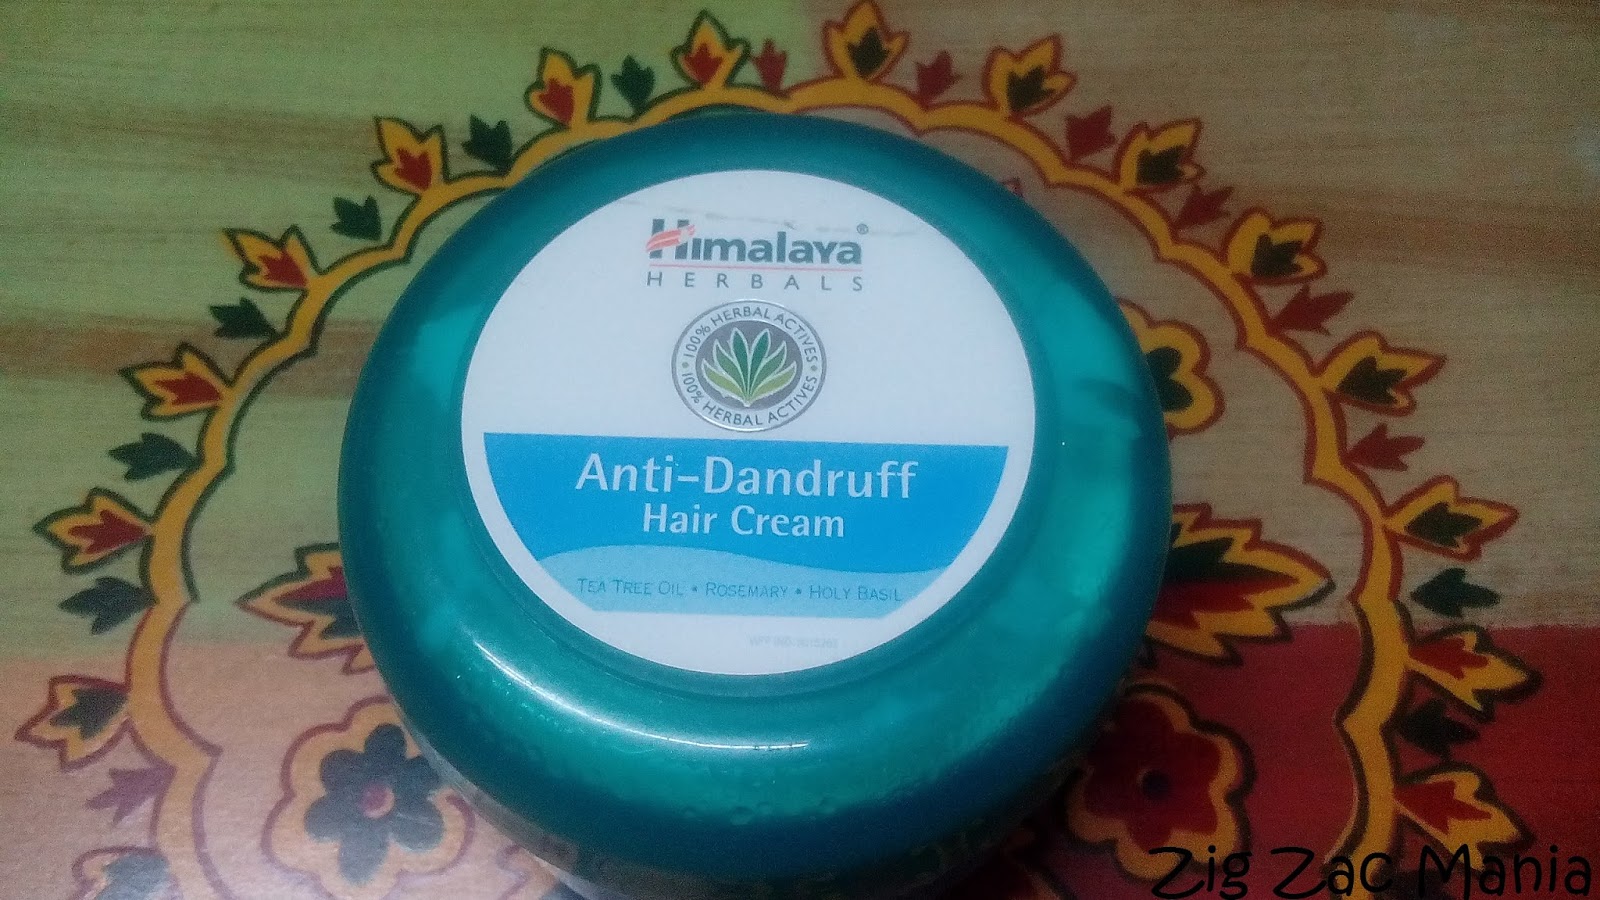 Himalaya®
HERBALS
100% HERBAL ACTIVES • 100% HERBAL ACTIVES •
Anti-Dandruff
Hair Cream
TEA TREE OIL • ROSEMARY • HOLY BASIL
Zig Zac Mania